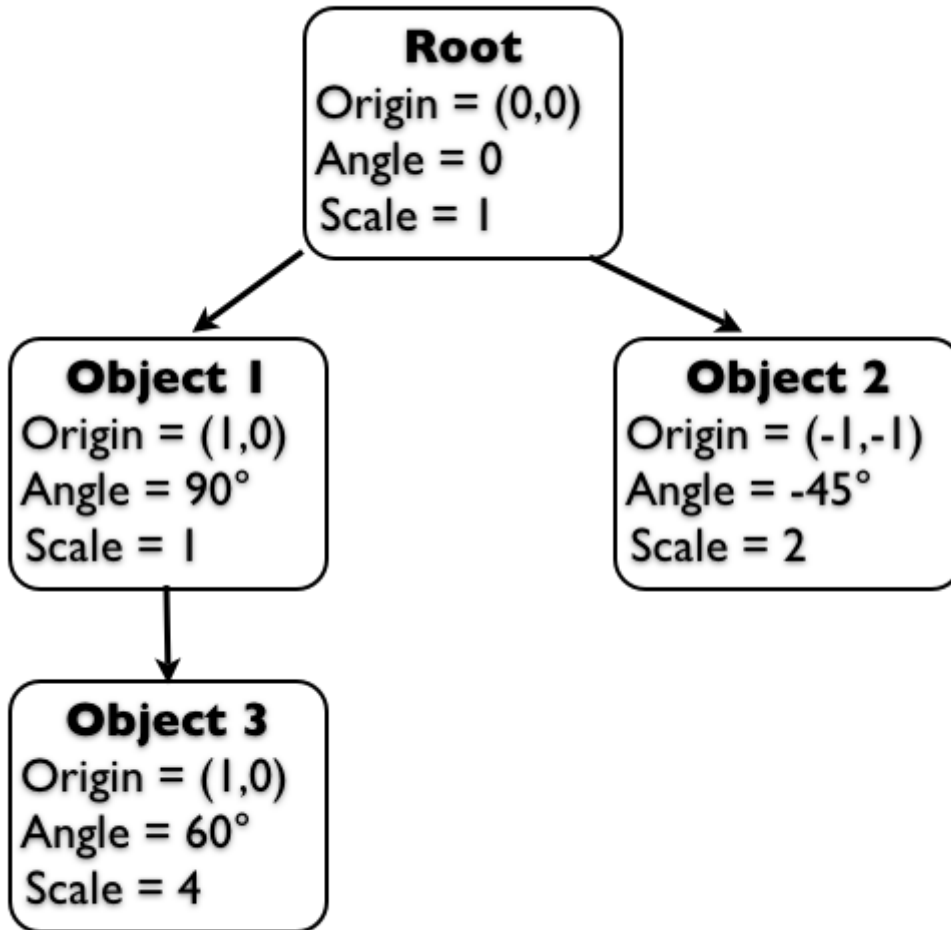 Root
Origin = (0,0)
Angle = 0
Scale = 1
Object 1
Origin = (1,0)
Angle = 90°
Scale = 1
Object 2
Origin = (-1,-1)
Angle = -45°
Scale = 2
Object 3
Origin = (1,0)
Angle = 60°
Scale = 4